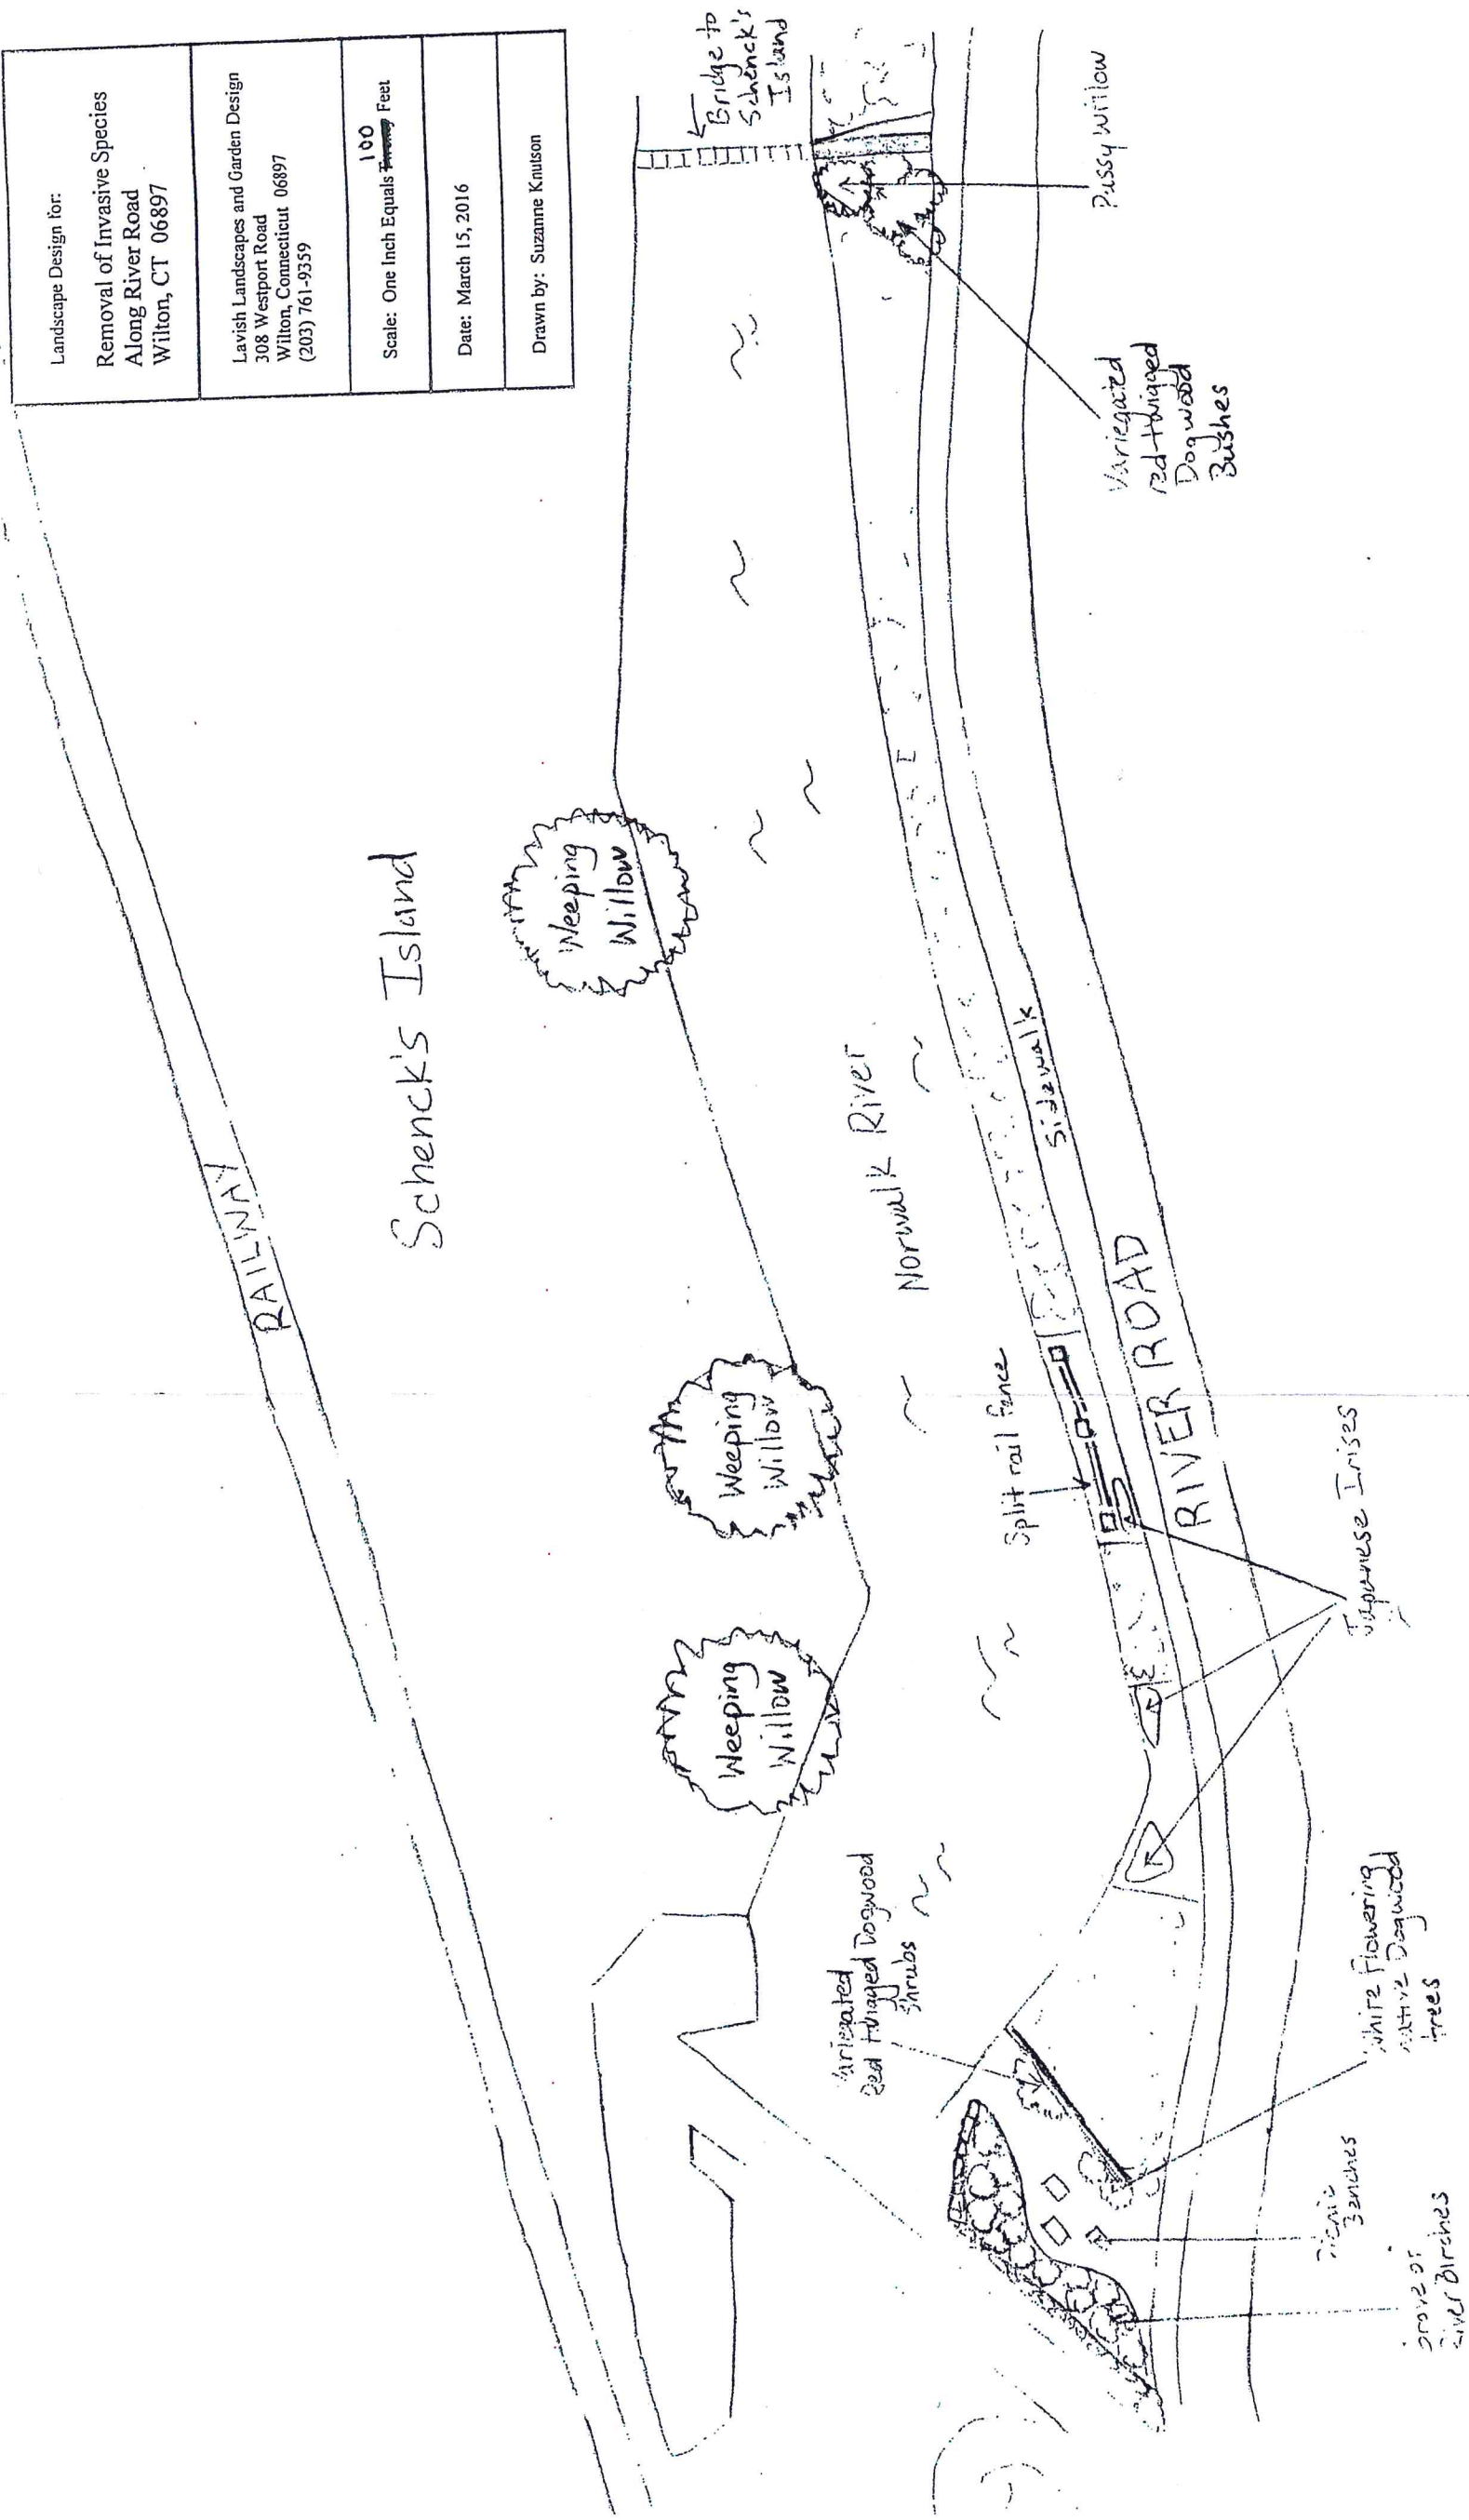 Landscape Design for:
Removal of Invasive Species
Along River Road
Wilton, CT 06897
Lavish Landscapes and Garden Design
308 Westport Road
Wilton, Connecticut 06897
(203) 761-9359
100
Scale: One Inch Equals Twenty Feet
Date: March 15, 2016
Drawn by: Suzanne Knutson
RAILWAY
Schenck's Island
Bridge to
Schenck's
Island
Weeping
Willow
Weeping
Willow
Weeping
Willow
Norwalk River
Split rail fence
Sidewalk
RIVER ROAD
Variegated
Red twigged Dogwood
Shrubs
Pussy willow
Variegated
red-twigged
Dogwood
Bushes
Japanese Irises
White Flowering
native Dogwood
trees
Picnic
Benches
Grove of
River Birches